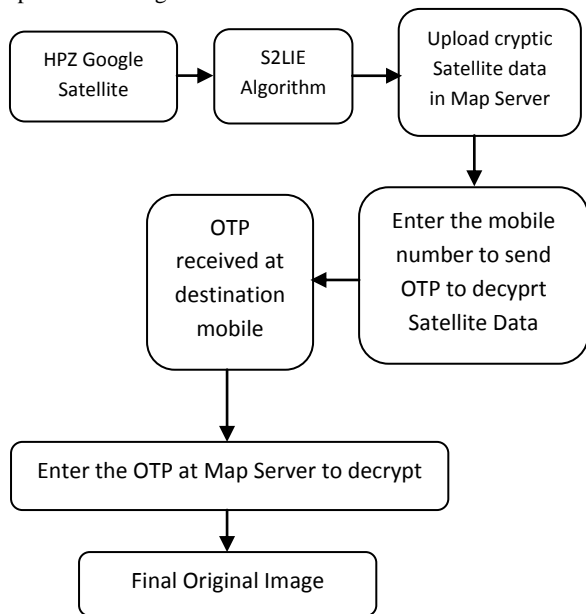 HPZ Google
Satellite
S2LIE
Algorithm
Upload cryptic
Satellite data
in Map Server
Enter the mobile
number to send
OTP to decyprt
Satellite Data
OTP
received at
destination
mobile
Enter the OTP at Map Server to decrypt
Final Original Image